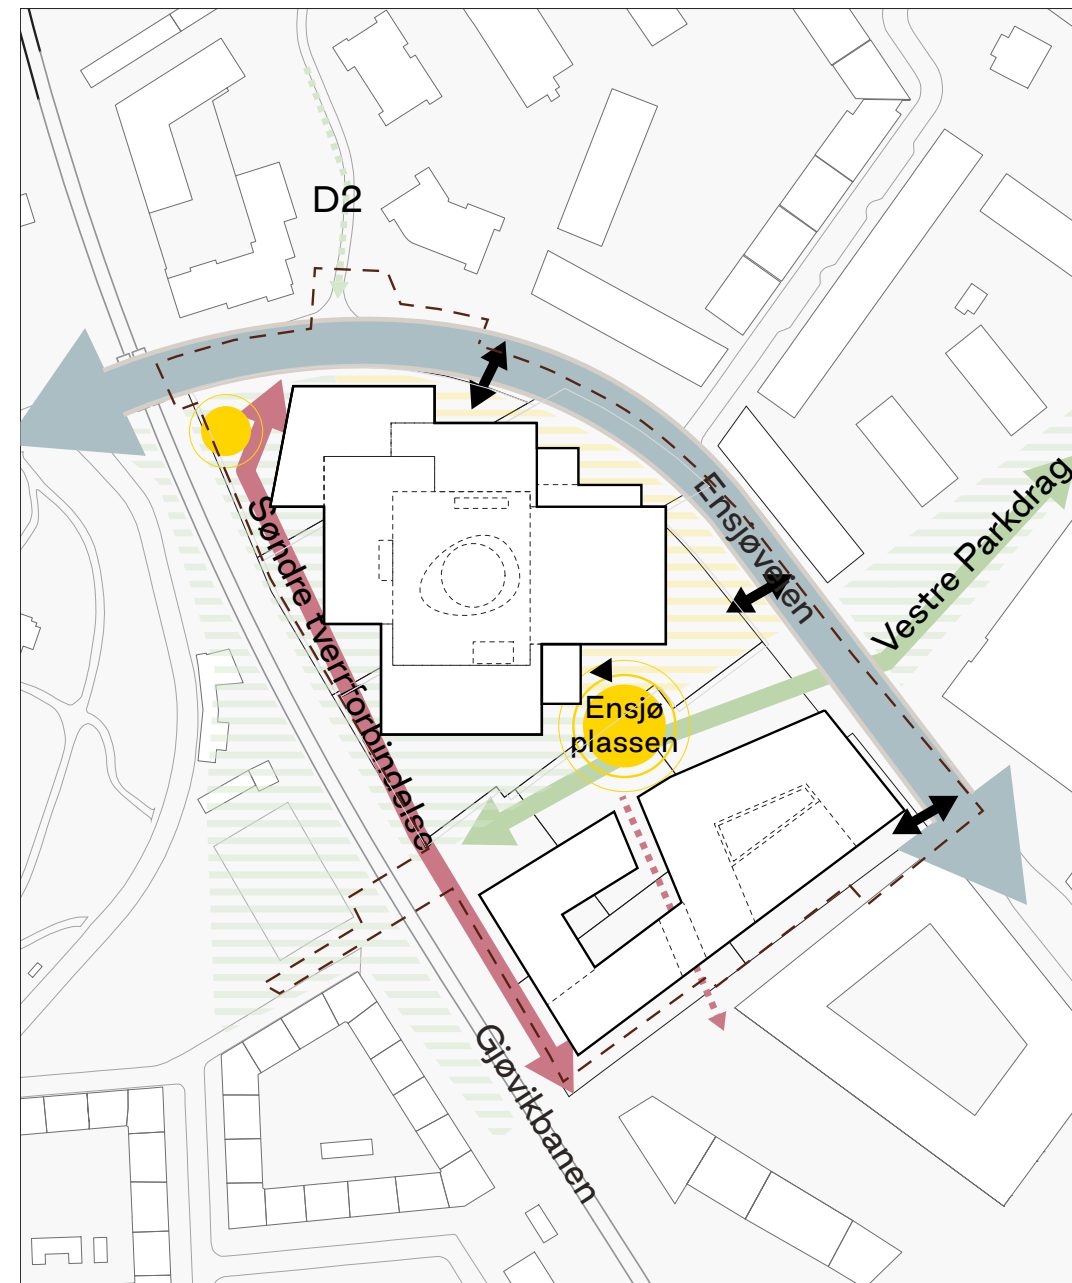 D2
Ensjøveien
Vestre Parkdrag
Søndre tverrforbindelse
Ensjø
plassen
Gjøvikbanen